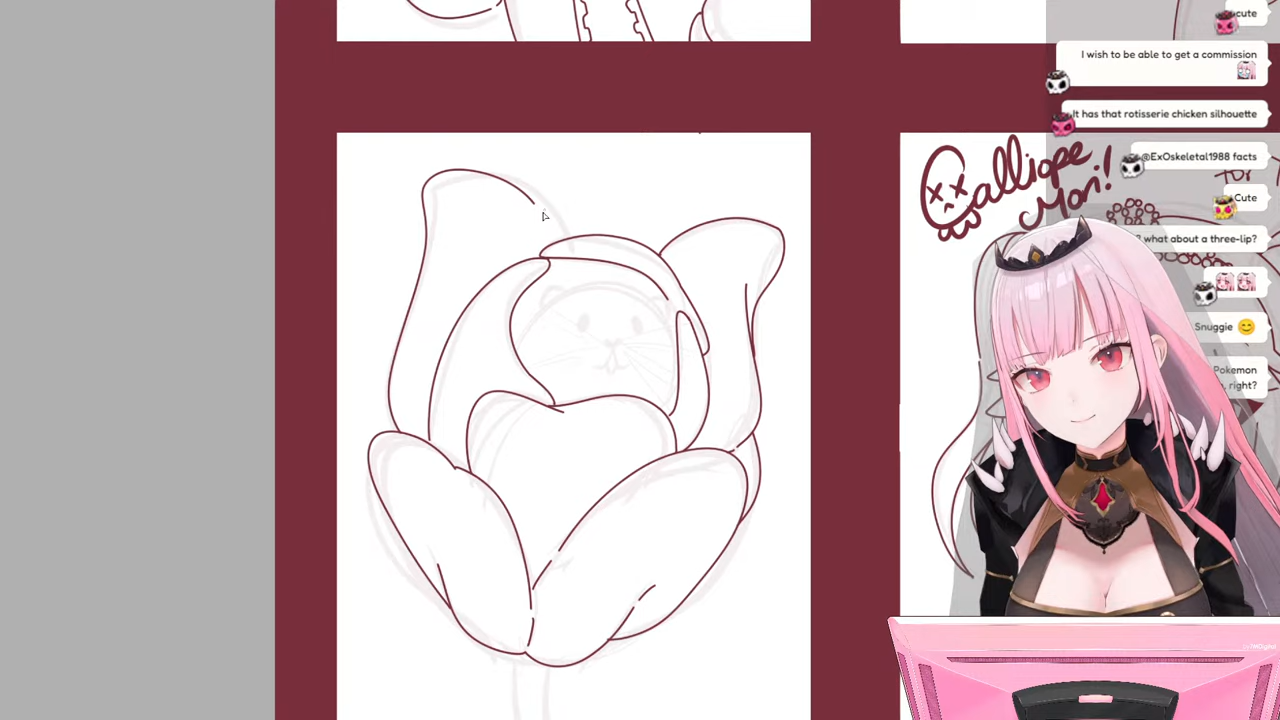 cute
I wish to be able to get a commission
It has that rotisserie chicken silhouette
@ExOskeletal1988 facts
Calliope
Mori!
for
Cute
? what about a three-lip?
Snuggie 😊
Pokemon
, right?